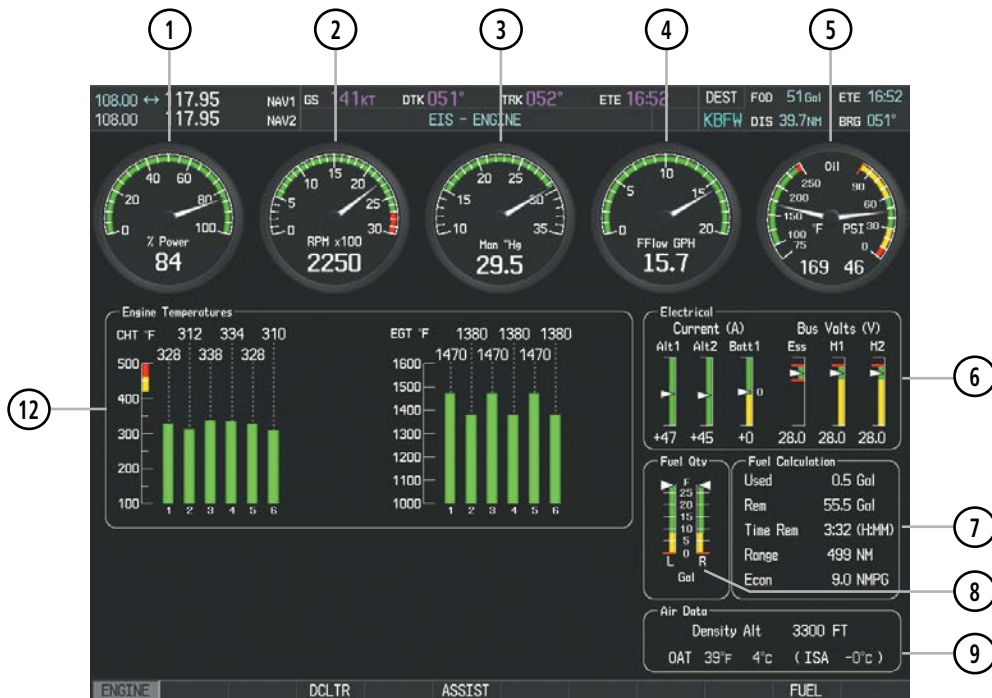 1 2 3 4 5
108.00 ↔ 117.95 NAV1 GS 141KT DTK 051° TRK 052° ETE 16:52 DEST FOD 51Gal ETE 16:52
108.00 117.95 NAV2 EIS - ENGINE KBFW DIS 39.7NM BRG 051°
0 20 40 60 80 100
% Power
84
0 5 10 15 20 25 30
RPM x100
2250
10 15 20 25 30 35
Man "Hg
29.5
0 5 10 15 20
FFlow GPH
15.7
Oil
250 200 150 100 75
°F
90 60 30 0
PSI
169 46
Engine Temperatures
CHT °F 312 334 310
328 338 328
500
400
300
200
100
1 2 3 4 5 6
EGT °F 1380 1380 1380
1470 1470 1470
1600
1500
1400
1300
1200
1100
1000
1 2 3 4 5 6
12
Electrical
Current (A) Bus Volts (V)
Alt1 Alt2 Batt1 Ess M1 M2
0
+47 +45 +0 28.0 28.0 28.0
6
Fuel Qty
F
25
20
15
10
5
0
L R
Gal
8
Fuel Calculation
Used 0.5 Gal
Rem 55.5 Gal
Time Rem 3:32 (H:MM)
Range 499 NM
Econ 9.0 NMPG
7
Air Data
Density Alt 3300 FT
OAT 39°F 4°C (ISA -0°C)
9
ENGINE DCLTR ASSIST FUEL